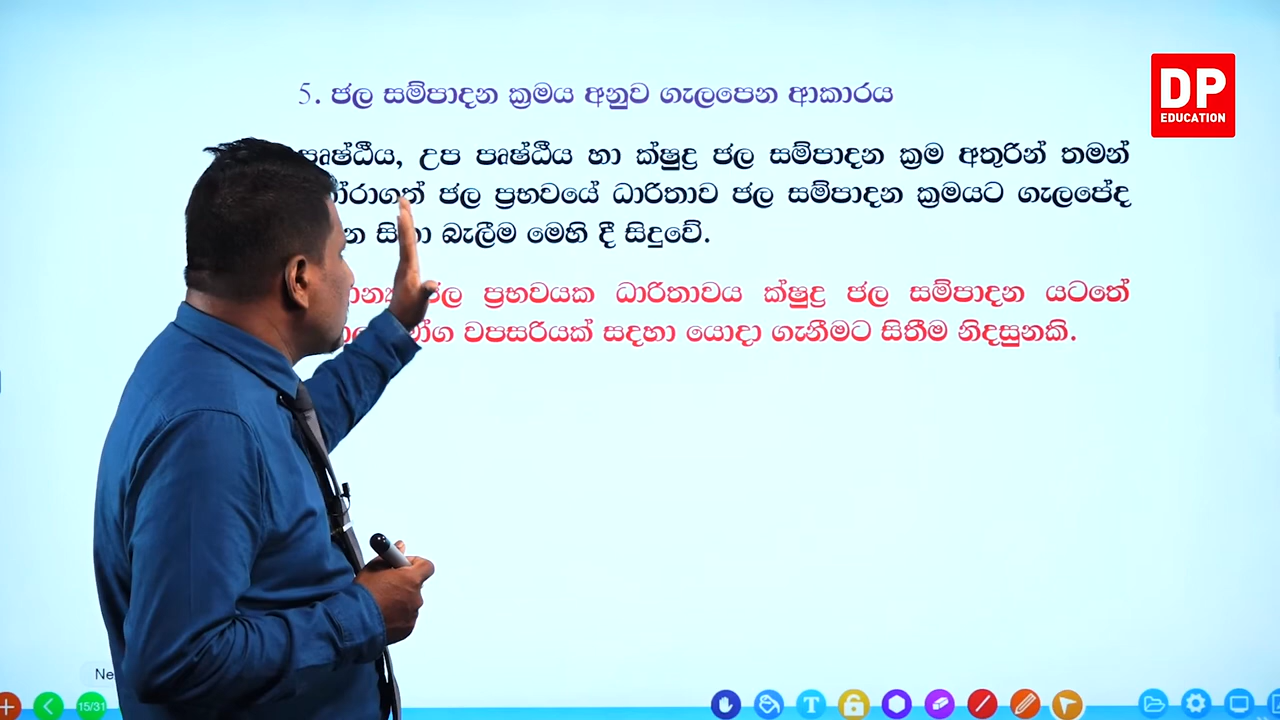 5. ජල සම්පාදන ක්‍රමය අනුව ගැලපෙන ආකාරය
DP
EDUCATION
පෘෂ්ඨීය, උප පෘෂ්ඨීය හා ක්ෂුද්‍ර ජල සම්පාදන ක්‍රම අතුරින් තමන්
ජල ප්‍රභවයේ ධාරිතාව ජල සම්පාදන ක්‍රමයට ගැලපේද
බැලීම මෙහි දී සිදුවේ.
ජල ප්‍රභවයක ධාරිතාවය ක්ෂුද්‍ර ජල සම්පාදන යටතේ
වපසරියක් සදහා යොදා ගැනීමට සිතීම නිදසුනකි.
15/31